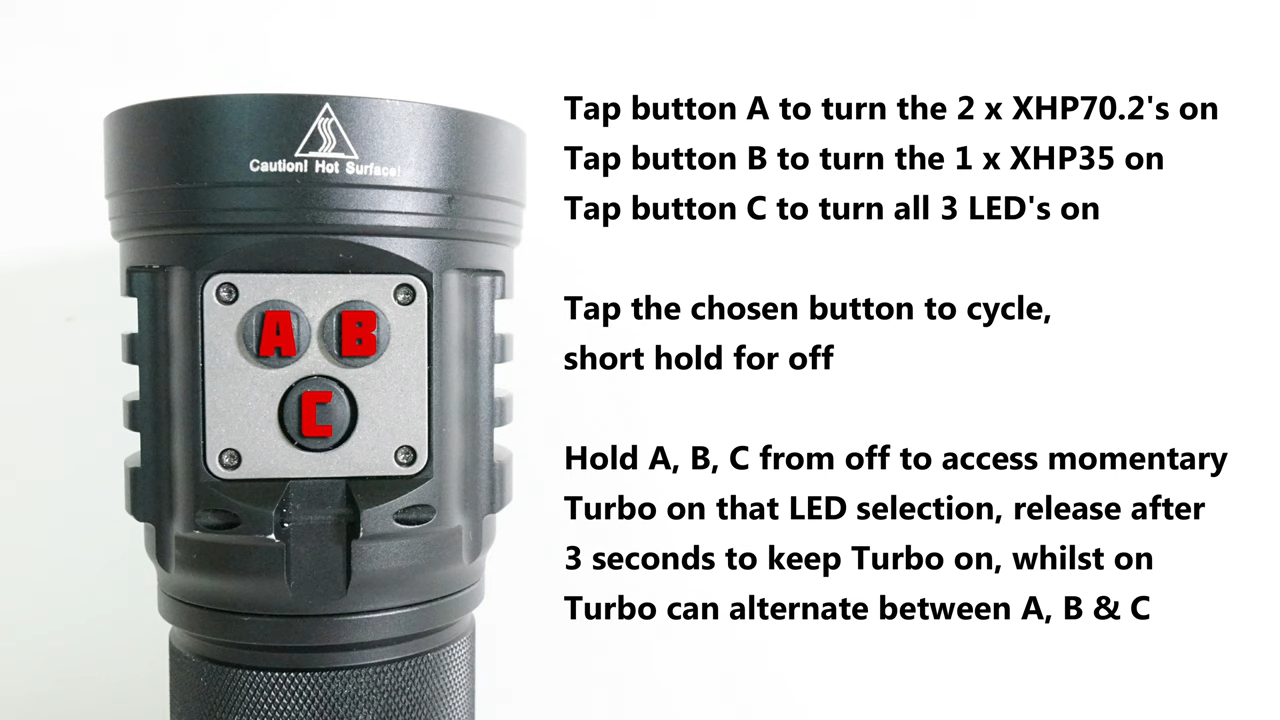 Caution! Hot Surface!
A B
C
Tap button A to turn the 2 x XHP70.2's on
Tap button B to turn the 1 x XHP35 on
Tap button C to turn all 3 LED's on
Tap the chosen button to cycle,
short hold for off
Hold A, B, C from off to access momentary
Turbo on that LED selection, release after
3 seconds to keep Turbo on, whilst on
Turbo can alternate between A, B & C